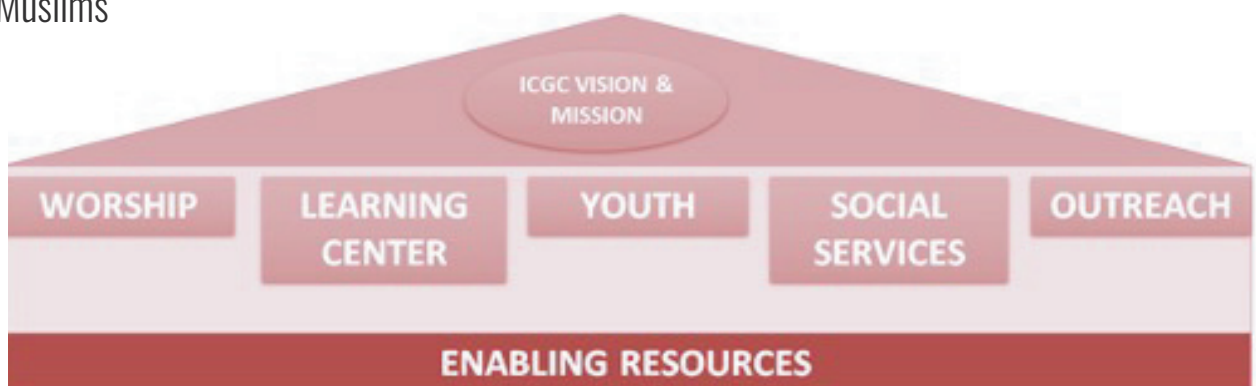 Muslims
ICGC VISION &
MISSION
WORSHIP
LEARNING
CENTER
YOUTH
SOCIAL
SERVICES
OUTREACH
ENABLING RESOURCES